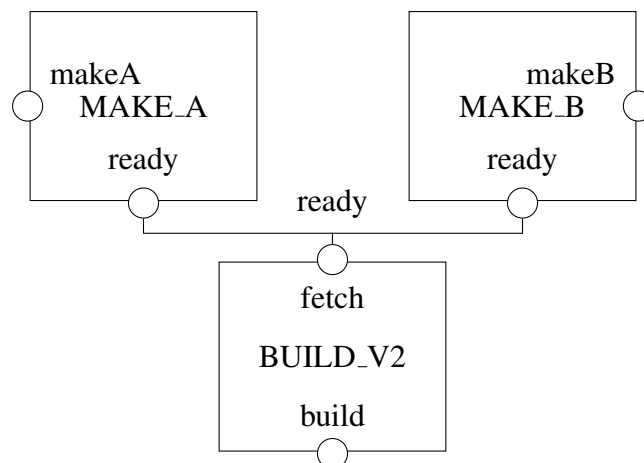 makeA
MAKE_A
ready
makeB
MAKE_B
ready
ready
fetch
BUILD_V2
build